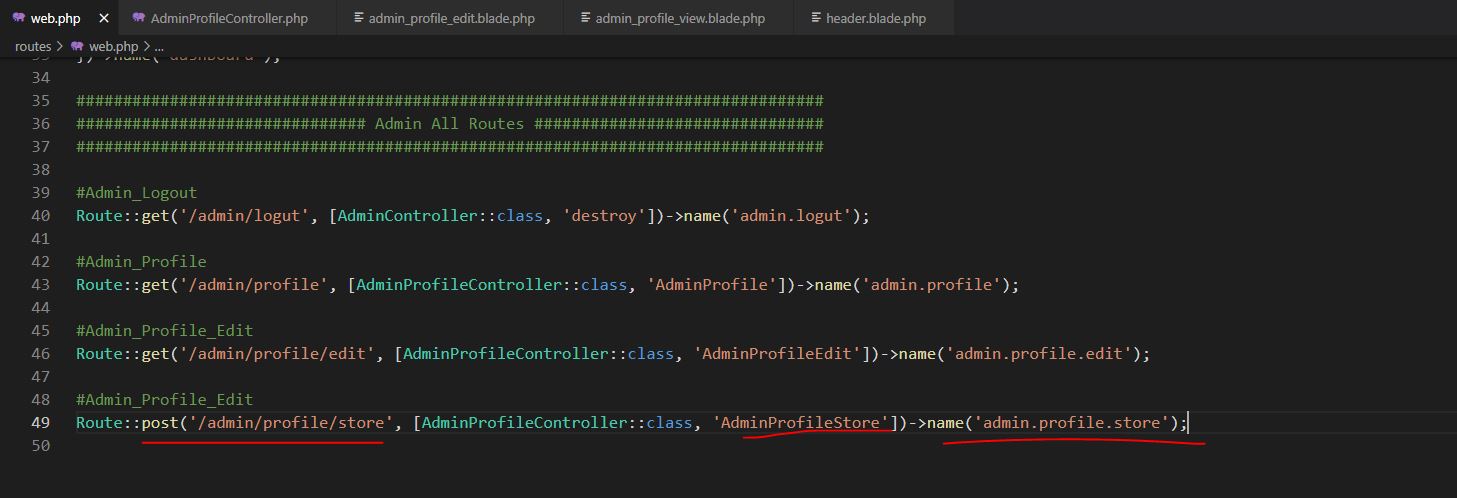 web.php × AdminProfileController.php admin_profile_edit.blade.php admin_profile_view.blade.php header.blade.php
routes > web.php > ...
33 })->name('dashboard');
34
35 ################################################################################
36 ############################### Admin All Routes ###############################
37 ################################################################################
38
39 #Admin_Logout
40 Route::get('/admin/logut', [AdminController::class, 'destroy'])->name('admin.logut');
41
42 #Admin_Profile
43 Route::get('/admin/profile', [AdminProfileController::class, 'AdminProfile'])->name('admin.profile');
44
45 #Admin_Profile_Edit
46 Route::get('/admin/profile/edit', [AdminProfileController::class, 'AdminProfileEdit'])->name('admin.profile.edit');
47
48 #Admin_Profile_Edit
49 Route::post('/admin/profile/store', [AdminProfileController::class, 'AdminProfileStore'])->name('admin.profile.store');
50